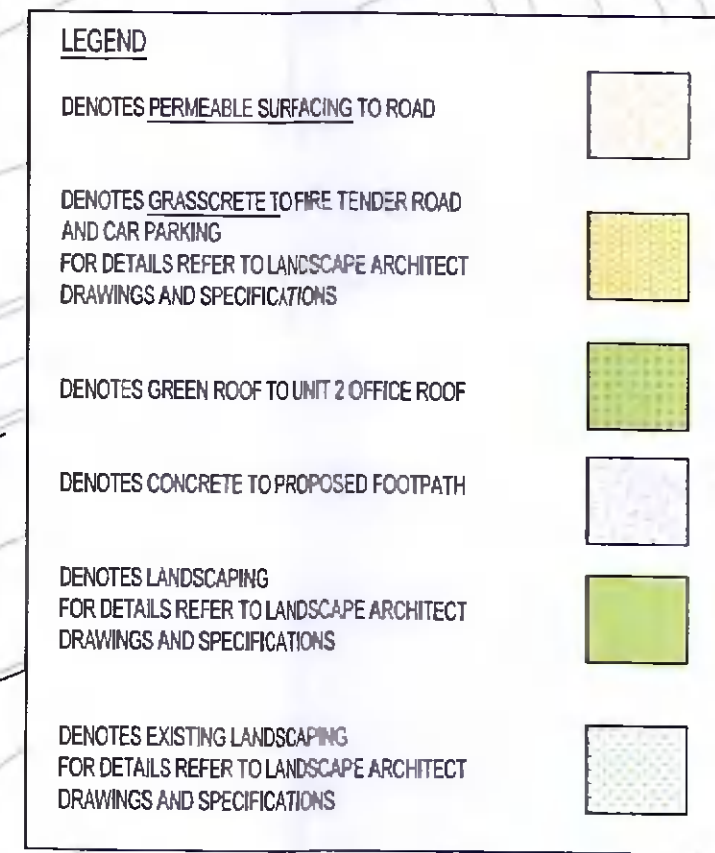 LEGEND
DENOTES PERMEABLE SURFACING TO ROAD
DENOTES GRASSCRETE TO FIRE TENDER ROAD
AND CAR PARKING
FOR DETAILS REFER TO LANDSCAPE ARCHITECT
DRAWINGS AND SPECIFICATIONS
DENOTES GREEN ROOF TO UNIT 2 OFFICE ROOF
DENOTES CONCRETE TO PROPOSED FOOTPATH
DENOTES LANDSCAPING
FOR DETAILS REFER TO LANDSCAPE ARCHITECT
DRAWINGS AND SPECIFICATIONS
DENOTES EXISTING LANDSCAPING
FOR DETAILS REFER TO LANDSCAPE ARCHITECT
DRAWINGS AND SPECIFICATIONS